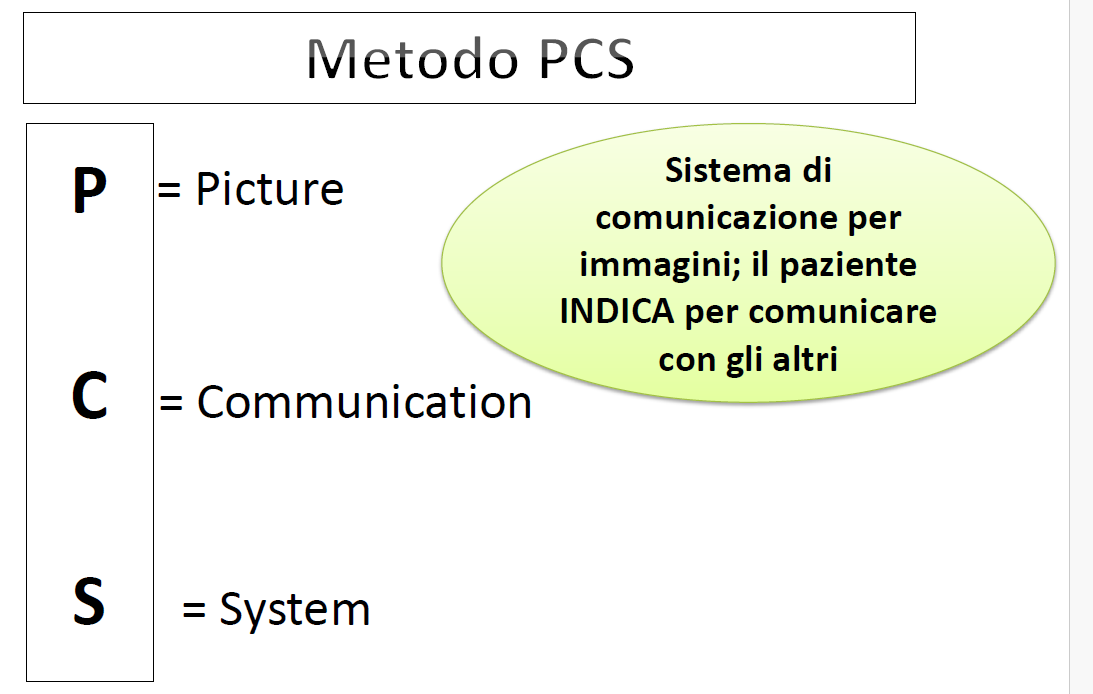 Metodo PCS
P = Picture
Sistema di
comunicazione per
immagini; il paziente
INDICA per comunicare
con gli altri
C = Communication
S = System